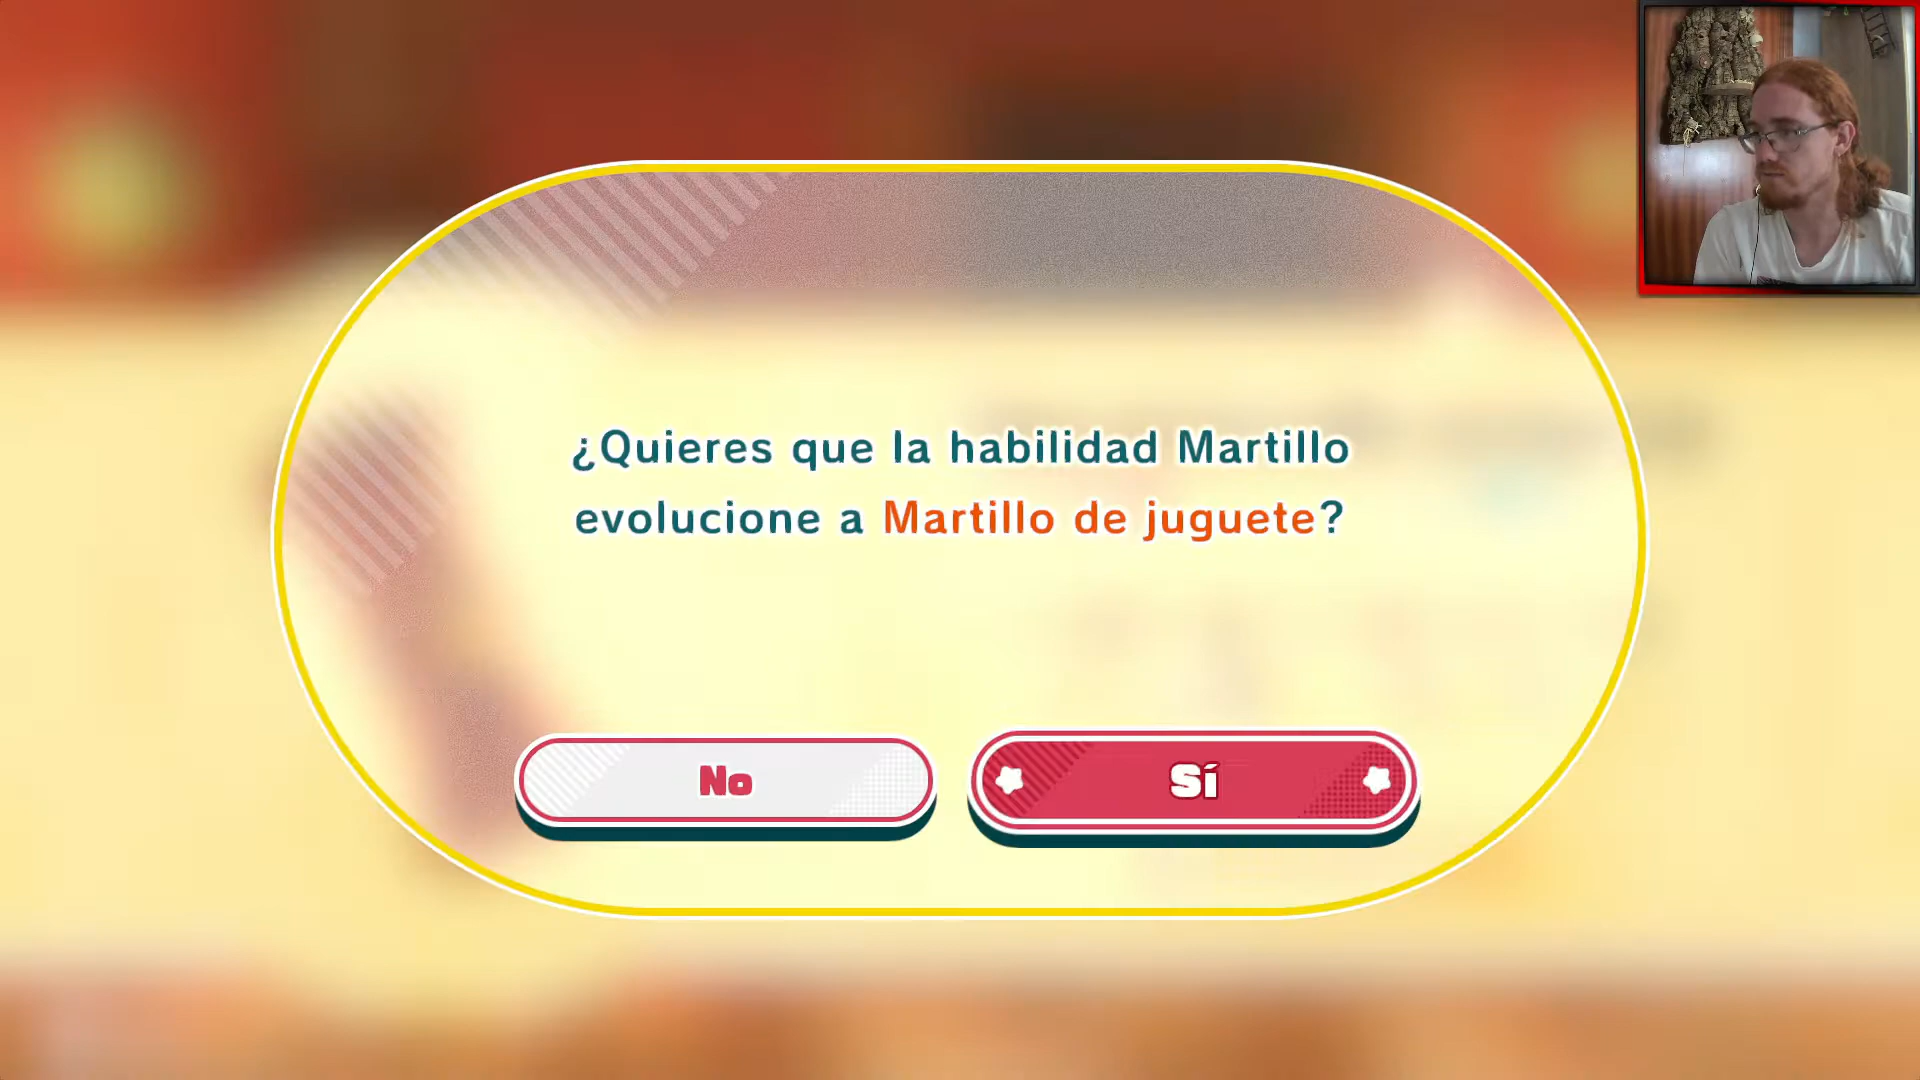 ¿Quieres que la habilidad Martillo
evolucione a Martillo de juguete?
No
Sí